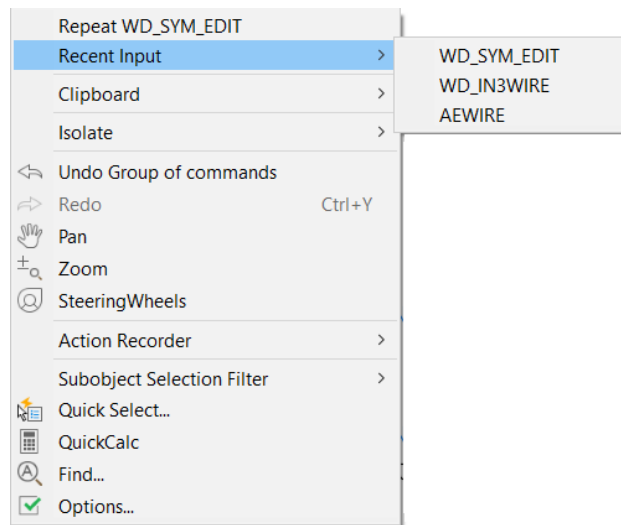 Repeat WD_SYM_EDIT
Recent Input
WD_SYM_EDIT
WD_IN3WIRE
AEWIRE
Clipboard
Isolate
Undo Group of commands
Redo Ctrl+Y
Pan
Zoom
SteeringWheels
Action Recorder
Subobject Selection Filter
Quick Select...
QuickCalc
Find...
Options...